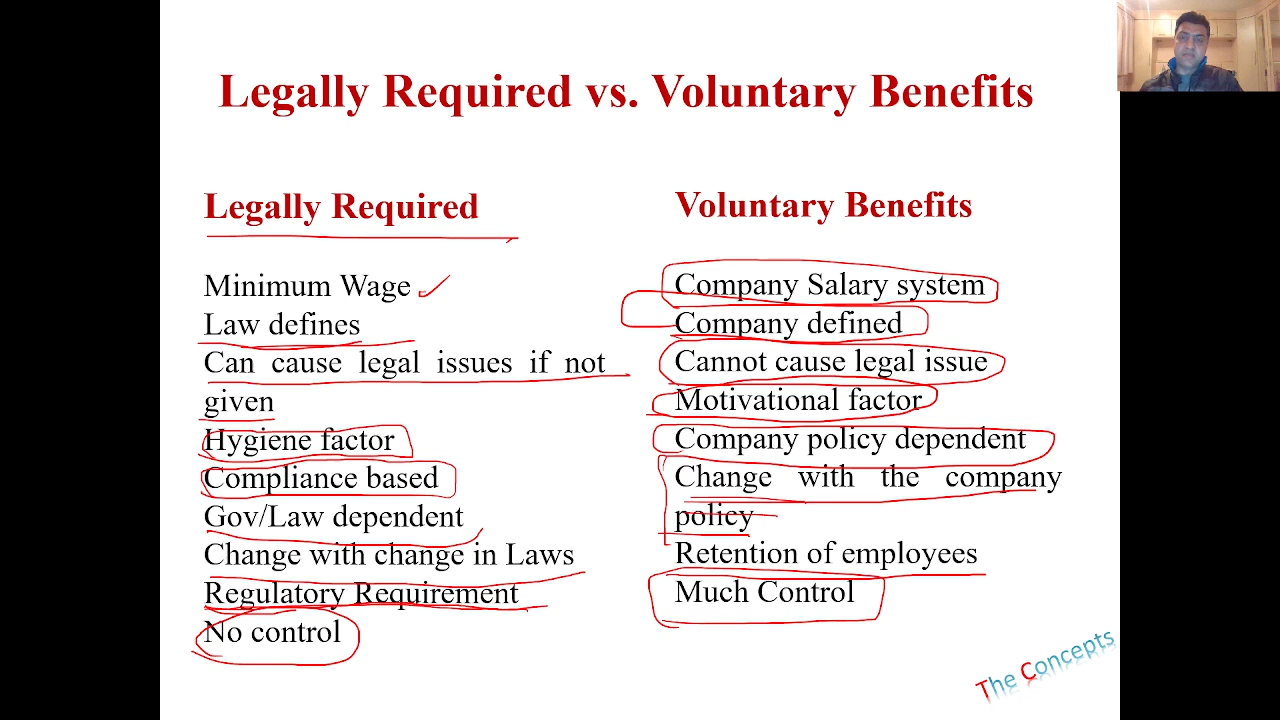 Legally Required vs. Voluntary Benefits
Legally Required
Minimum Wage
Law defines
Can cause legal issues if not
given
Hygiene factor
Compliance based
Gov/Law dependent
Change with change in Laws
Regulatory Requirement
No control
Voluntary Benefits
Company Salary system
Company defined
Cannot cause legal issue
Motivational factor
Company policy dependent
Change with the company
policy
Retention of employees
Much Control
The Concepts